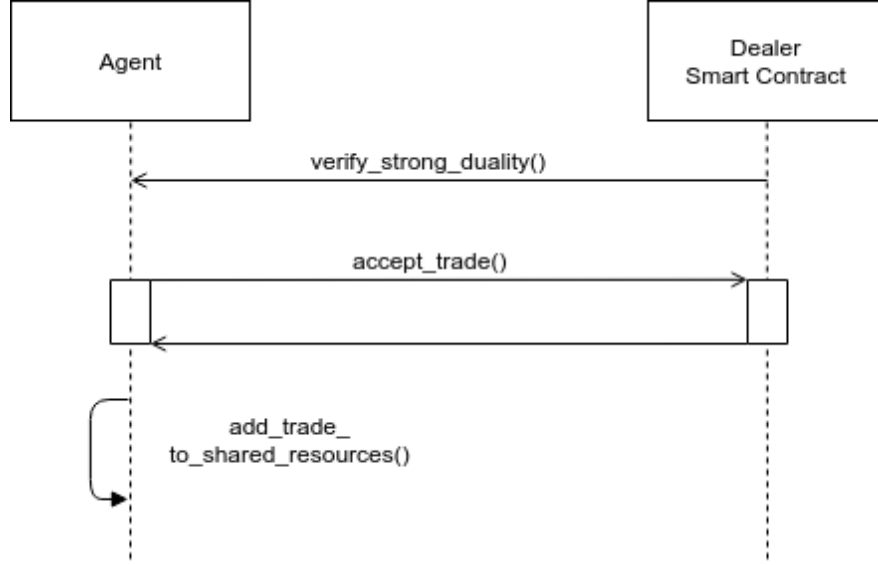 Agent
Dealer
Smart Contract
verify_strong_duality()
accept_trade()
add_trade_
to_shared_resources()